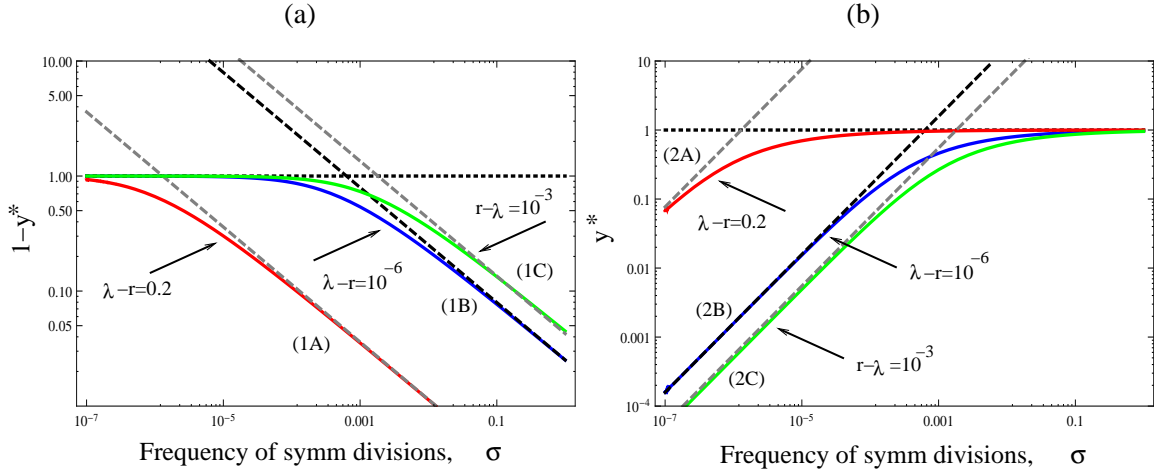 (a)
10.00
5.00
1.00
0.50
0.10
0.05
1−y*
r−λ=10⁻³
λ−r=0.2
λ−r=10⁻⁶
(1C)
(1B)
(1A)
10⁻⁷
10⁻⁵
0.001
0.1
Frequency of symm divisions, σ
(b)
10
1
0.1
0.01
0.001
10⁻⁴
y*
(2A)
λ−r=0.2
λ−r=10⁻⁶
(2B)
r−λ=10⁻³
(2C)
10⁻⁷
10⁻⁵
0.001
0.1
Frequency of symm divisions, σ